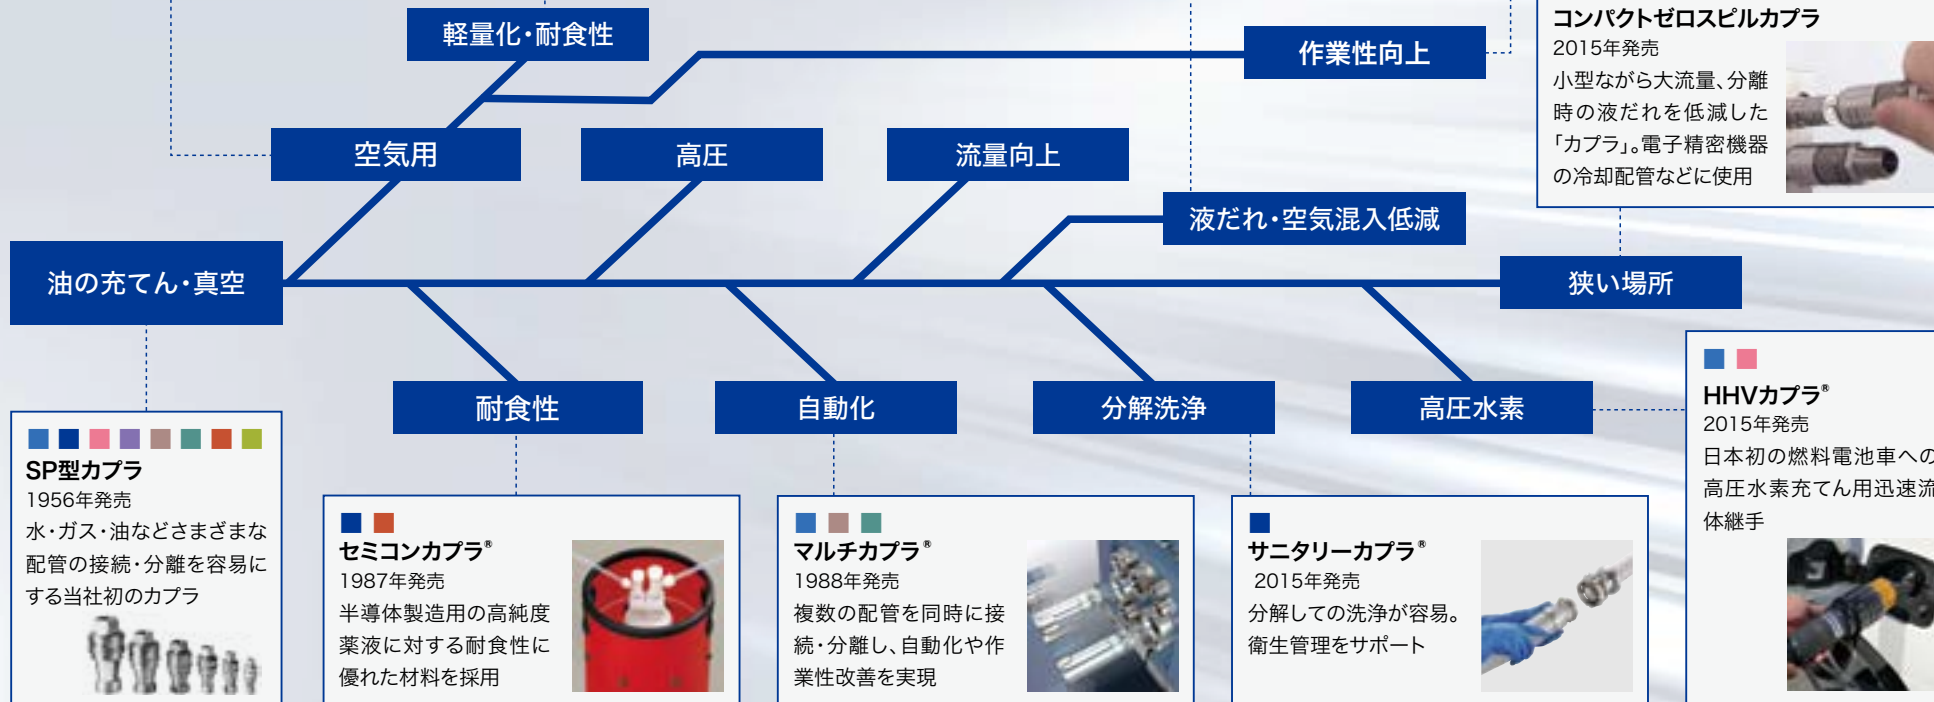 軽量化・耐食性
作業性向上
コンパクトゼロスピルカプラ
2015年発売
小型ながら大流量、分離
時の液だれを低減した
「カプラ」。電子精密機器
の冷却配管などに使用
空気用
高圧
流量向上
液だれ・空気混入低減
油の充てん・真空
狭い場所
耐食性
自動化
分解洗浄
高圧水素
SP型カプラ
1956年発売
水・ガス・油などさまざまな
配管の接続・分離を容易に
する当社初のカプラ
セミコンカプラ®
1987年発売
半導体製造用の高純度
薬液に対する耐食性に
優れた材料を採用
マルチカプラ®
1988年発売
複数の配管を同時に接
続・分離し、自動化や作
業性改善を実現
サニタリーカプラ®
2015年発売
分解しての洗浄が容易。
衛生管理をサポート
HHVカプラ®
2015年発売
日本初の燃料電池車への
高圧水素充てん用迅速流
体継手